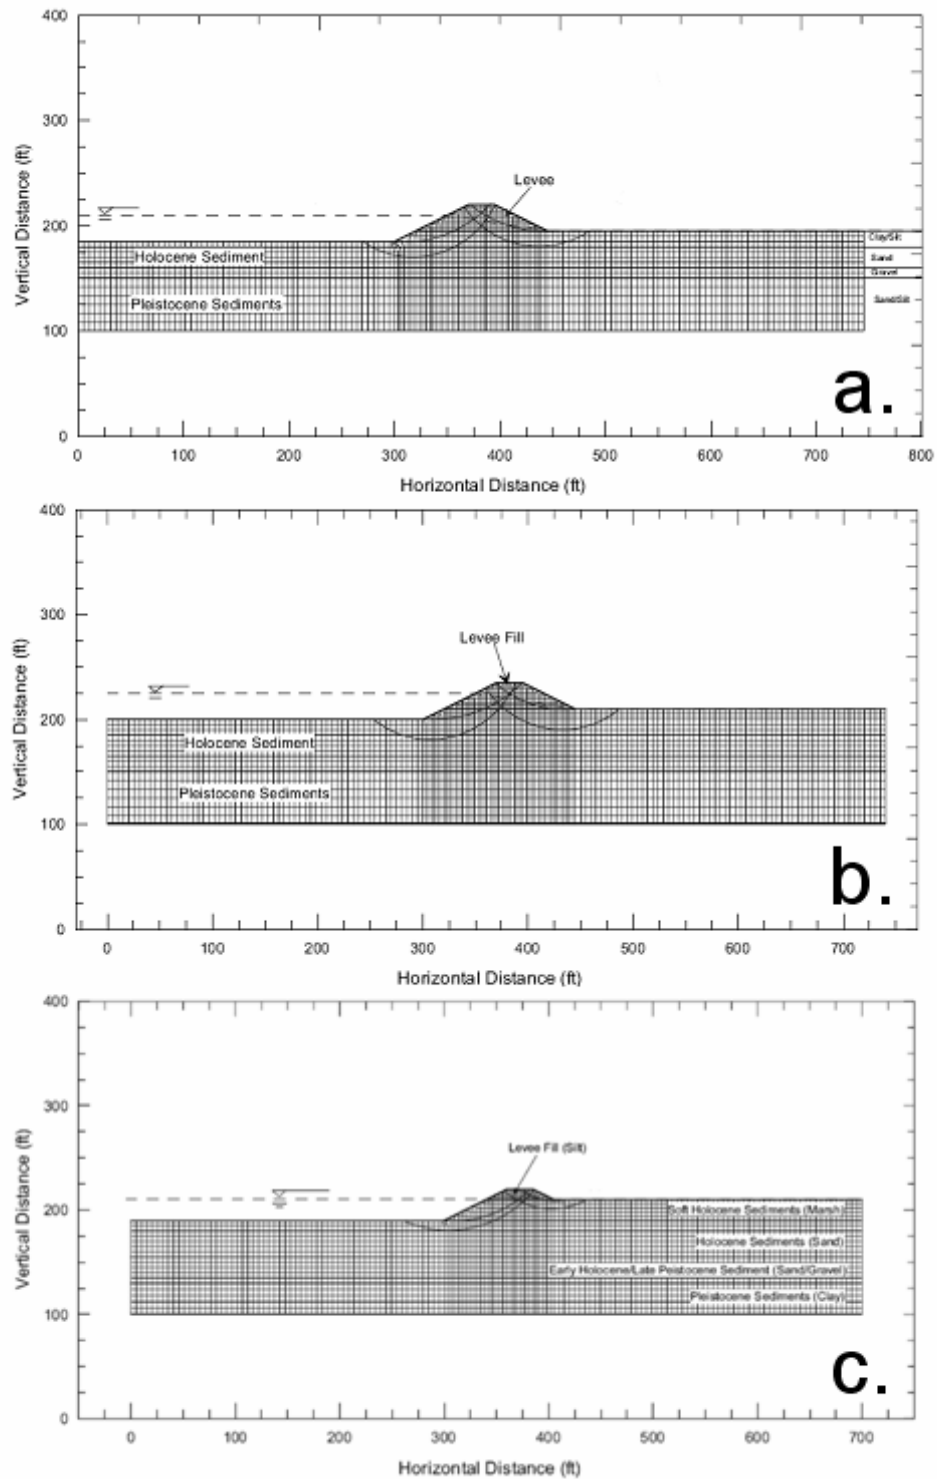 400
300
200
100
0
Vertical Distance (ft)
Levee
Holocene Sediment
Pleistocene Sediments
Clay/Silt
Sand
Gravel
Sand/Silt
a.
0 100 200 300 400 500 600 700 800
Horizontal Distance (ft)
400
300
200
100
0
Vertical Distance (ft)
Levee Fill
Holocene Sediment
Pleistocene Sediments
b.
0 100 200 300 400 500 600 700
Horizontal Distance (ft)
400
300
200
100
0
Vertical Distance (ft)
Levee Fill (Silt)
Soft Holocene Sediments (Marsh)
Holocene Sediments (Sand)
Early Holocene/Late Peistocene Sediment (Sand/Gravel)
Pleistocene Sediments (Clay)
c.
0 100 200 300 400 500 600 700
Horizontal Distance (ft)